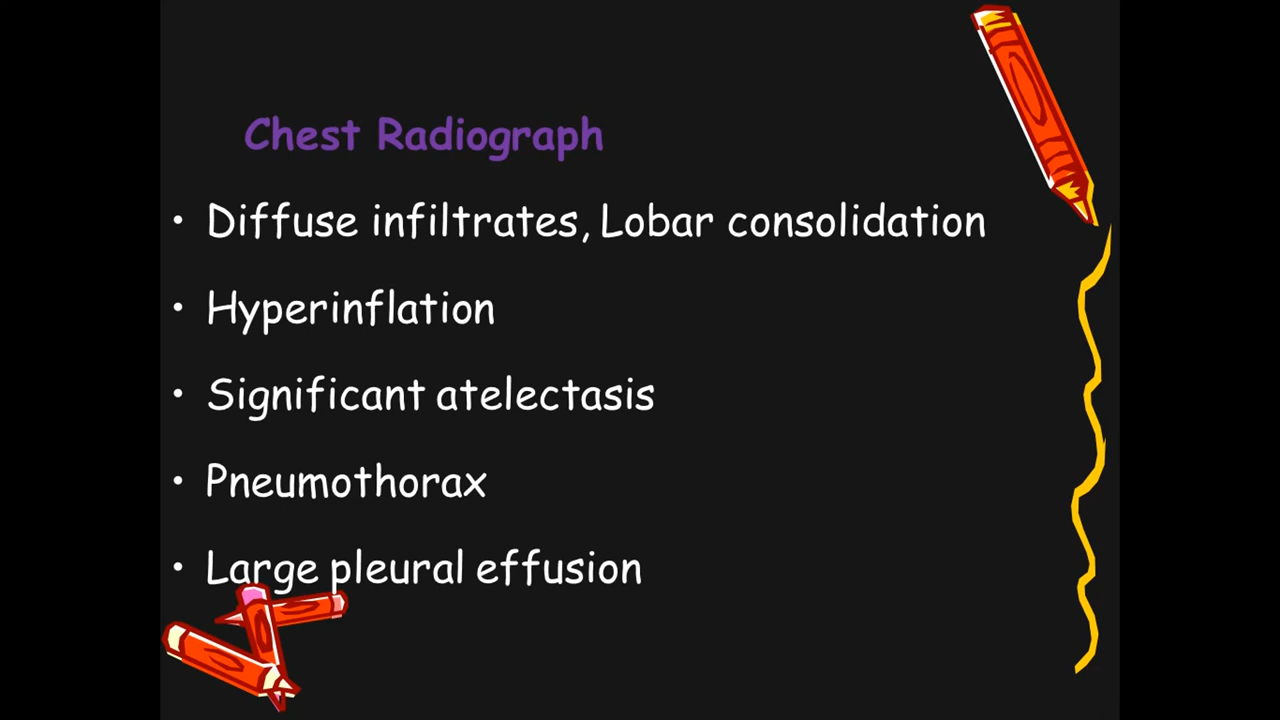 Chest Radiograph
• Diffuse infiltrates, Lobar consolidation
• Hyperinflation
• Significant atelectasis
• Pneumothorax
• Large pleural effusion